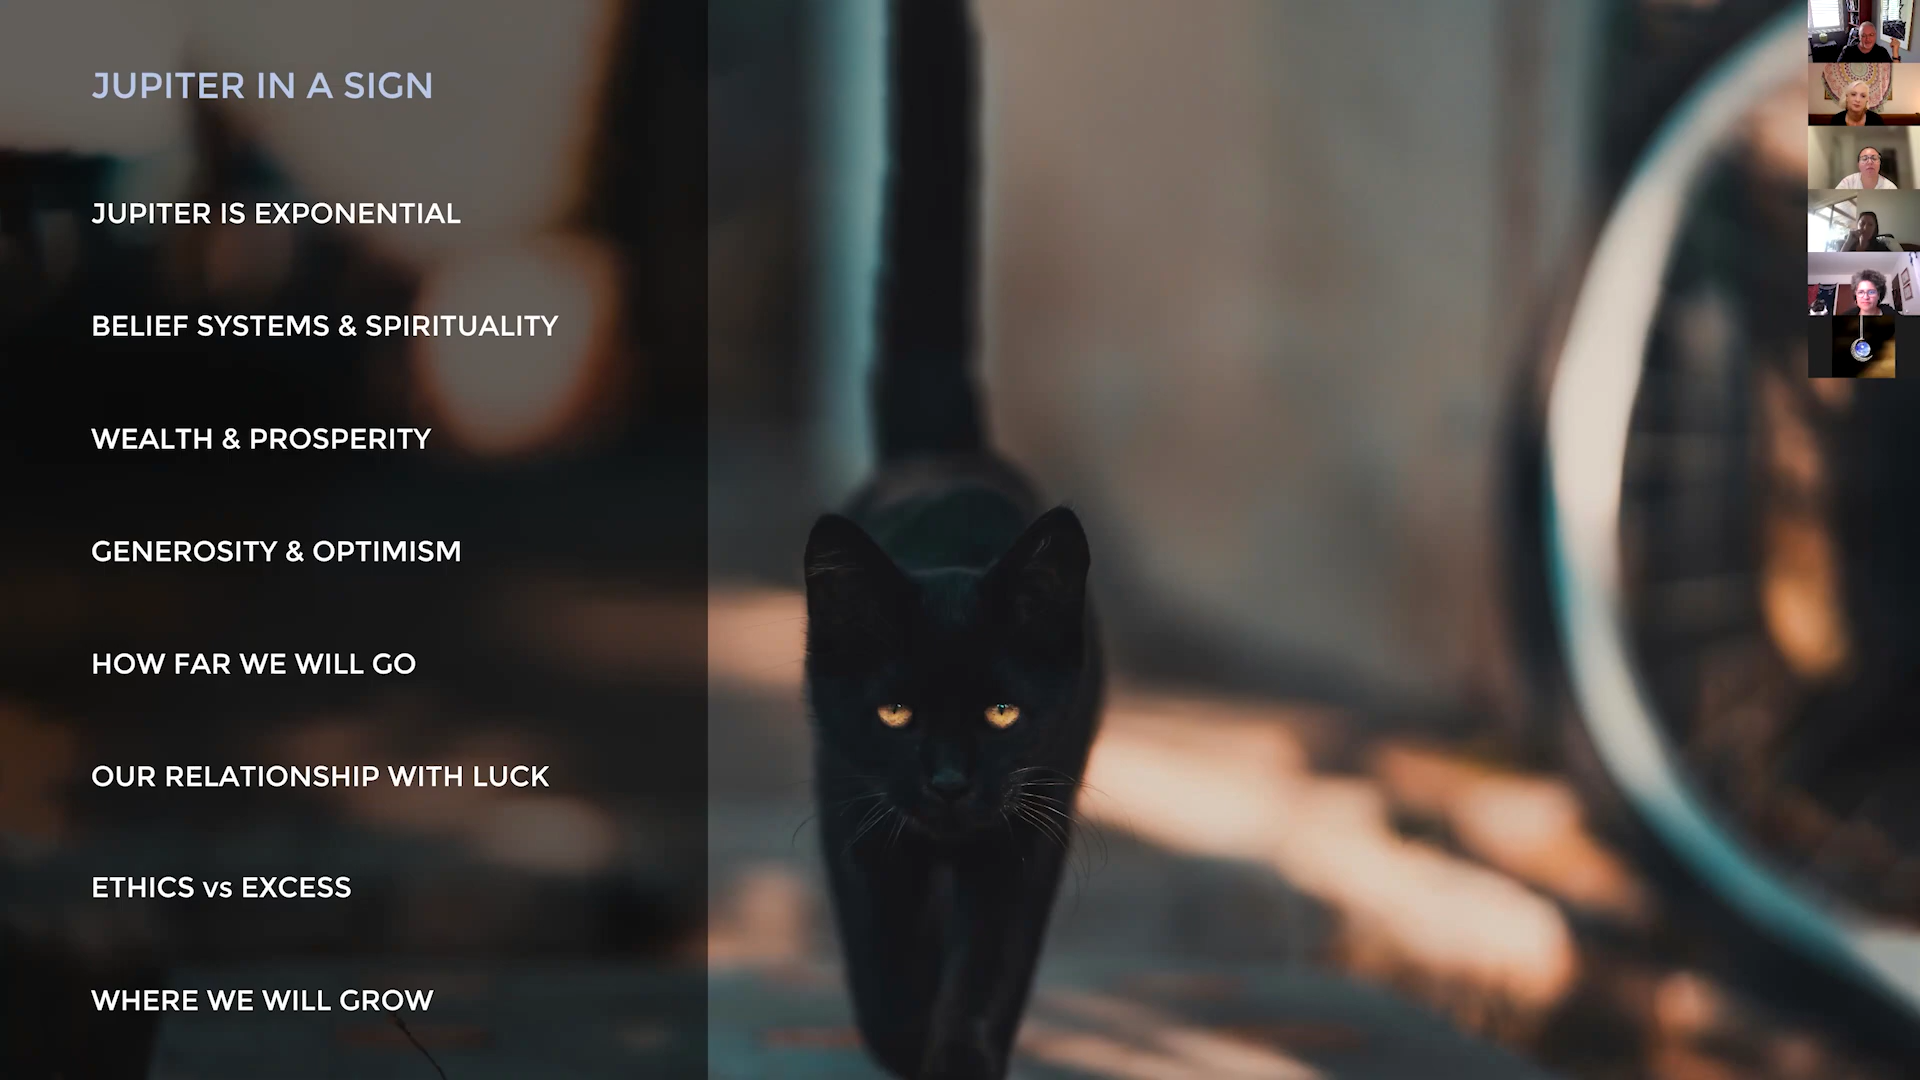 JUPITER IN A SIGN
JUPITER IS EXPONENTIAL
BELIEF SYSTEMS & SPIRITUALITY
WEALTH & PROSPERITY
GENEROSITY & OPTIMISM
HOW FAR WE WILL GO
OUR RELATIONSHIP WITH LUCK
ETHICS vs EXCESS
WHERE WE WILL GROW